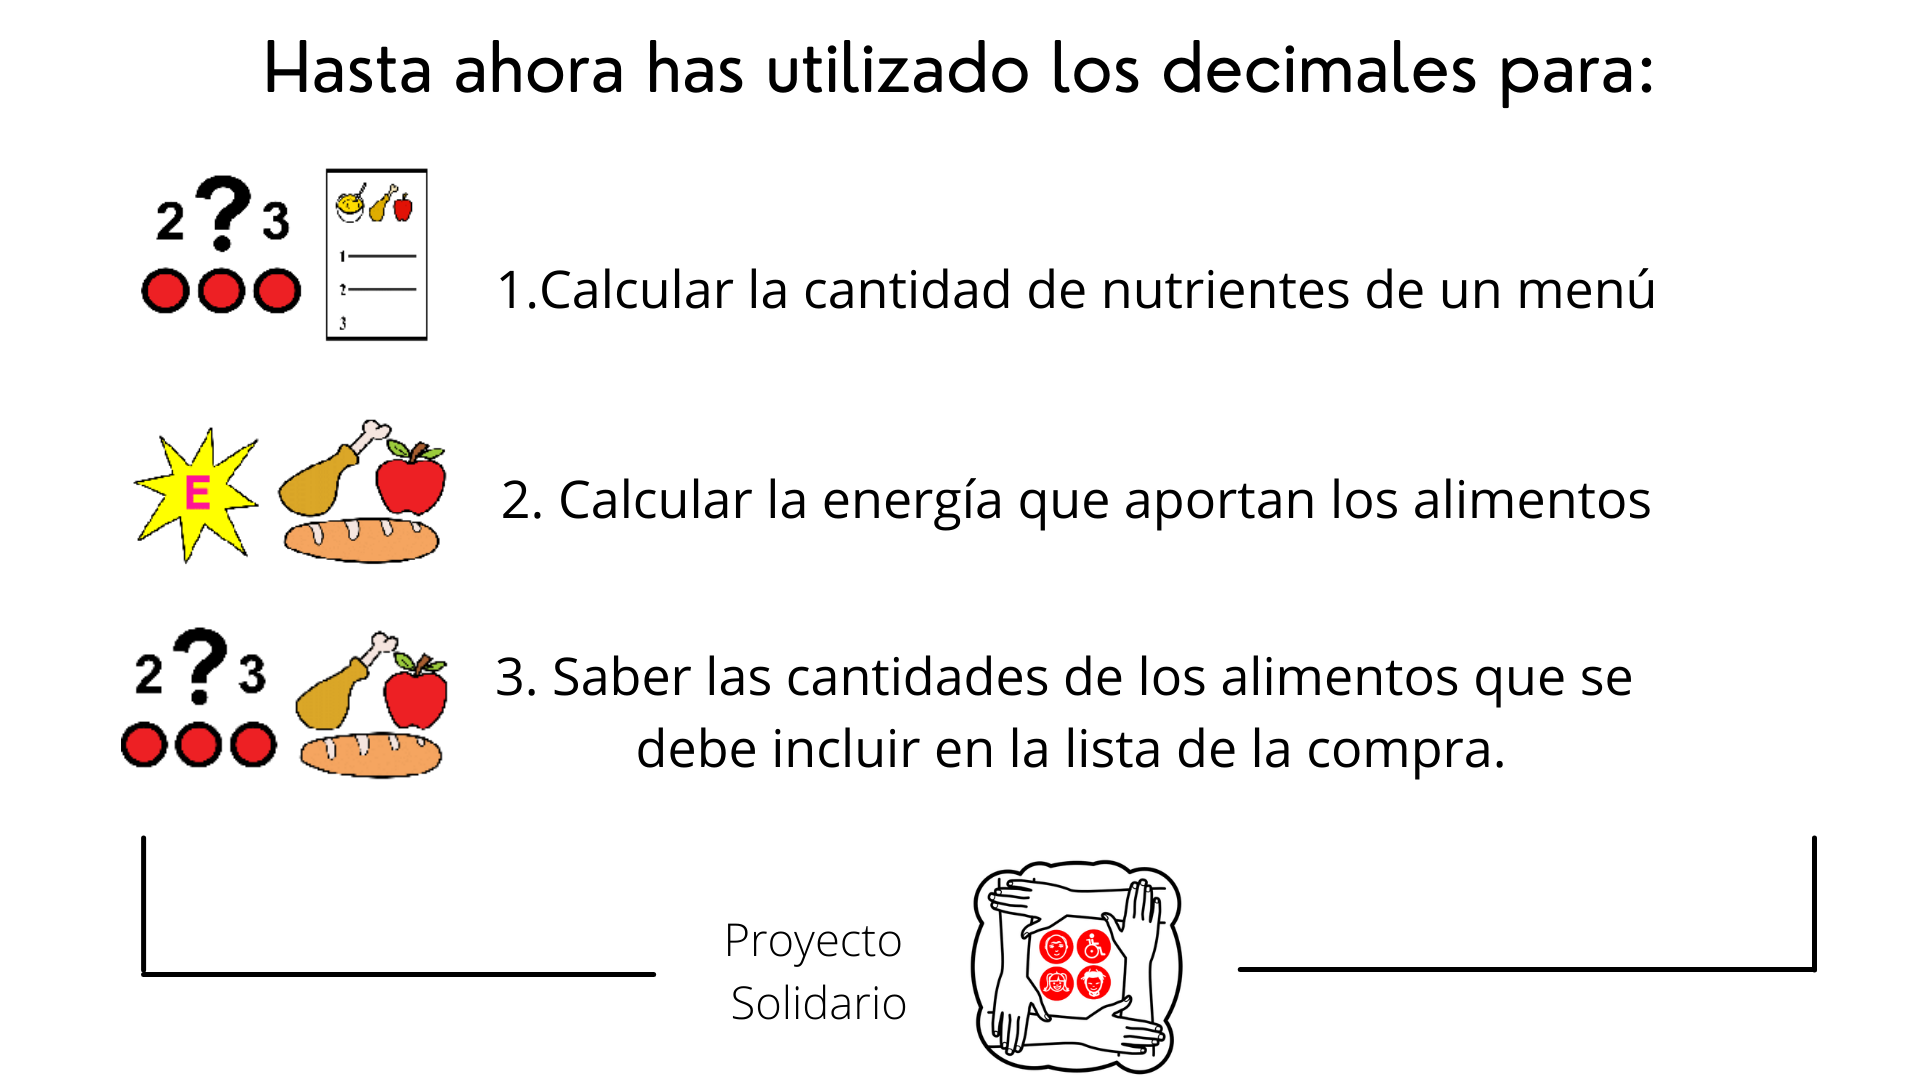 Hasta ahora has utilizado los decimales para:
2 ? 3
1
2
3
1.Calcular la cantidad de nutrientes de un menú
E
2. Calcular la energía que aportan los alimentos
2 ? 3
3. Saber las cantidades de los alimentos que se
debe incluir en la lista de la compra.
Proyecto
Solidario